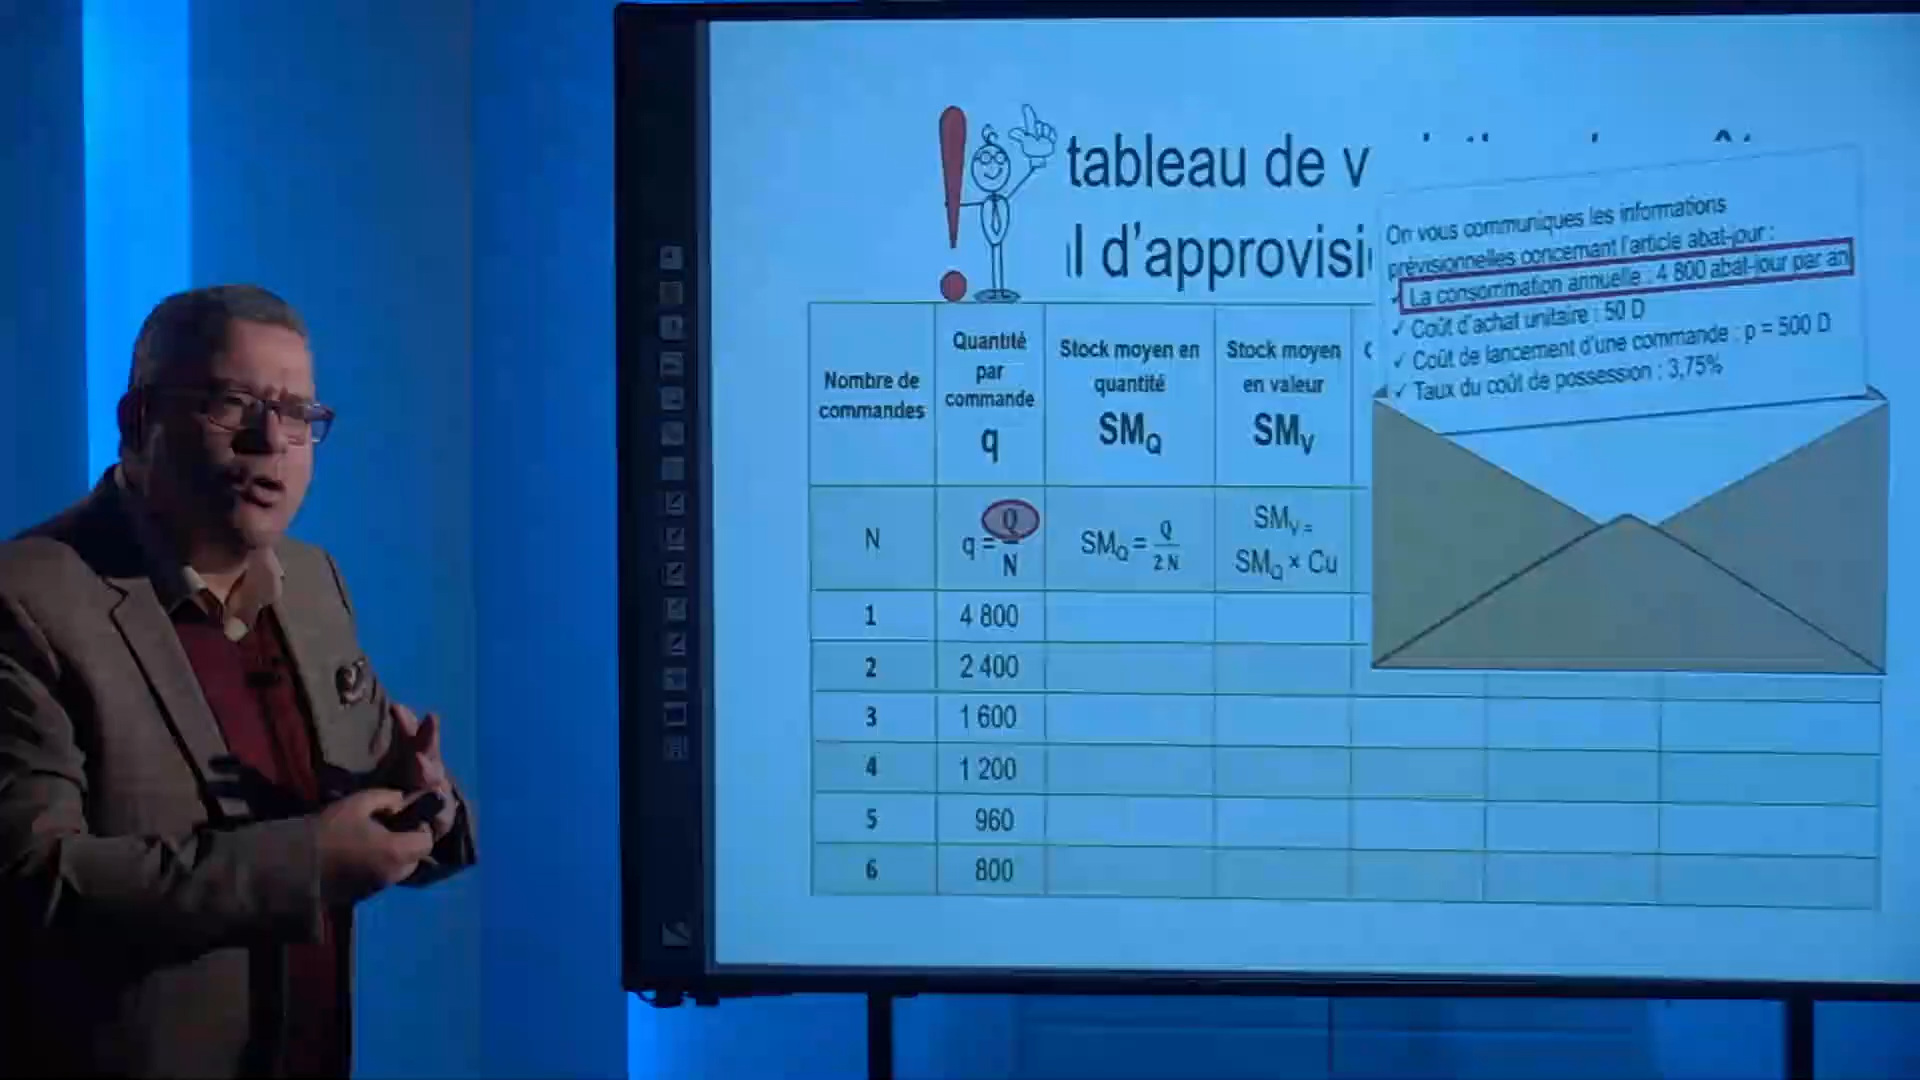 tableau de v
l d'approvisi
On vous communiques les informations
prévisionnelles concernant l'article abat-jour :
✓ La consommation annuelle : 4 800 abat-jour par an
✓ Coût d'achat unitaire : 50 D
✓ Coût de lancement d'une commande : p = 500 D
✓ Taux du coût de possession : 3,75%
Nombre de
commandes
Quantité
par
commande
q
Stock moyen en
quantité
SMQ
Stock moyen
en valeur
SMV
N
q = Q
N
SMQ = Q
2 N
SMV =
SMQ × Cu
1 4 800
2 2 400
3 1 600
4 1 200
5 960
6 800